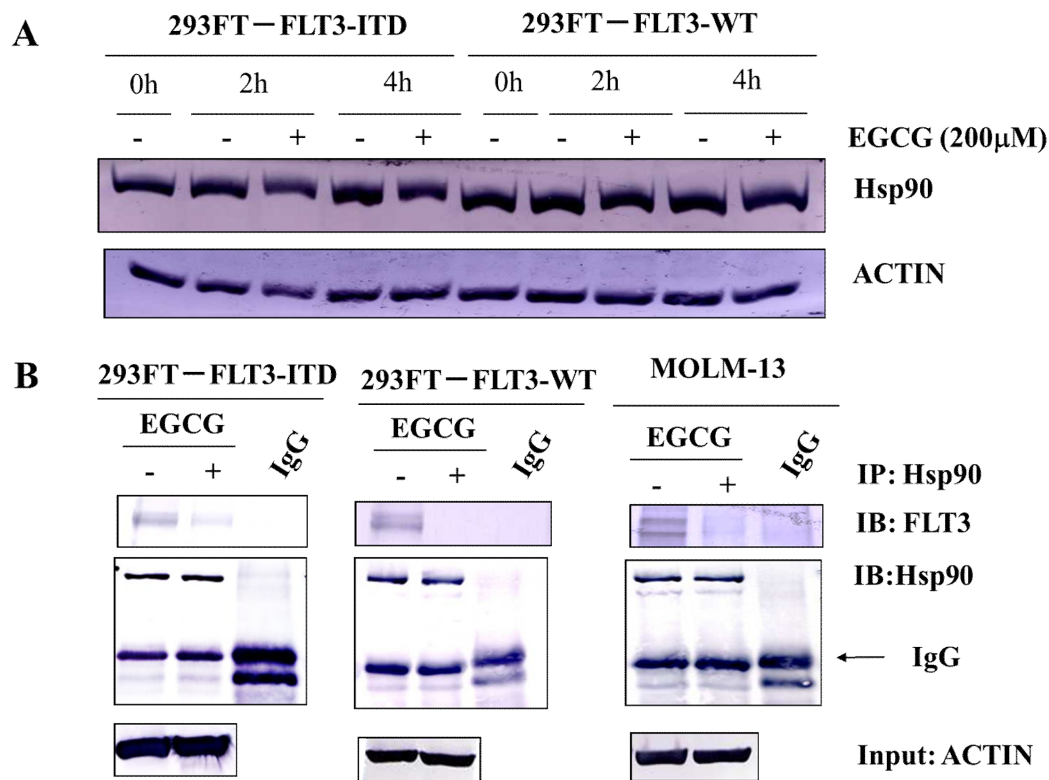 A
293FT—FLT3-ITD 293FT—FLT3-WT
0h 2h 4h 0h 2h 4h
- - + - + - - + - + EGCG (200μM)
Hsp90
ACTIN
B
293FT—FLT3-ITD 293FT—FLT3-WT MOLM-13
EGCG IgG EGCG IgG EGCG IgG
- + - + - + IP: Hsp90
IB: FLT3
IB:Hsp90
IgG
Input: ACTIN